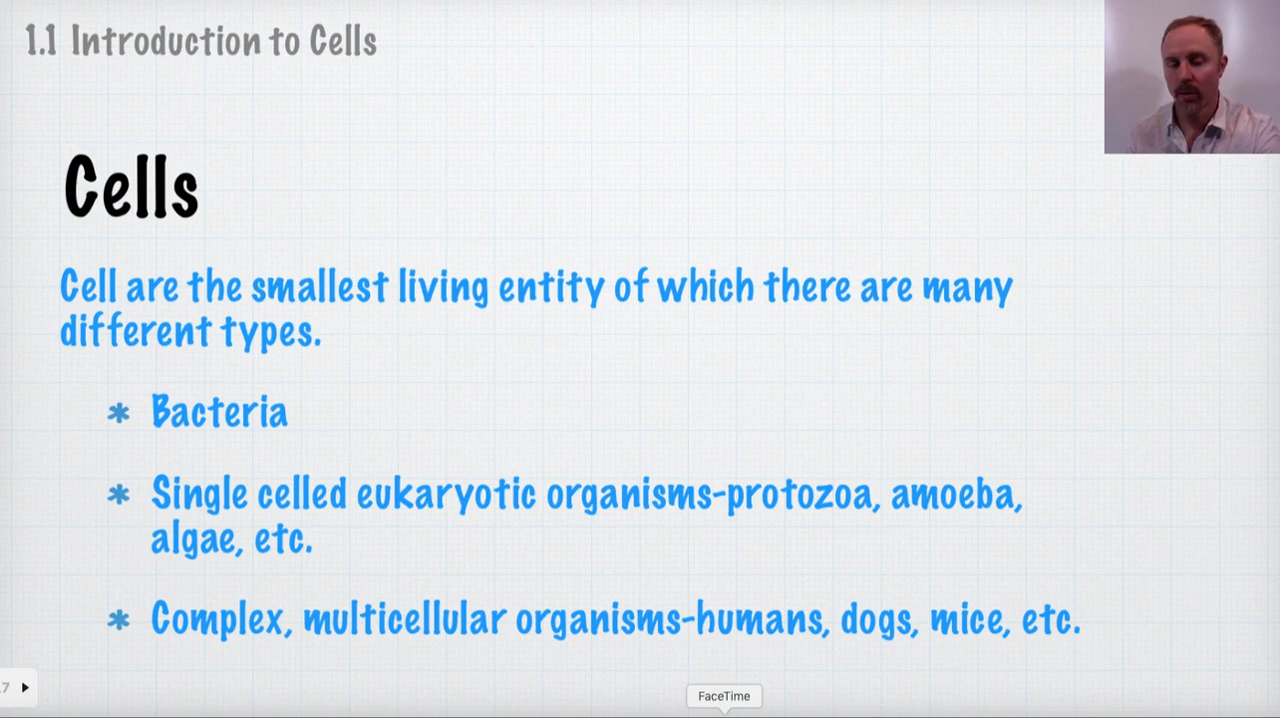 1.1 Introduction to Cells
Cells
Cell are the smallest living entity of which there are many
different types.
* Bacteria
* Single celled eukaryotic organisms-protozoa, amoeba,
algae, etc.
* Complex, multicellular organisms-humans, dogs, mice, etc.
.7
FaceTime